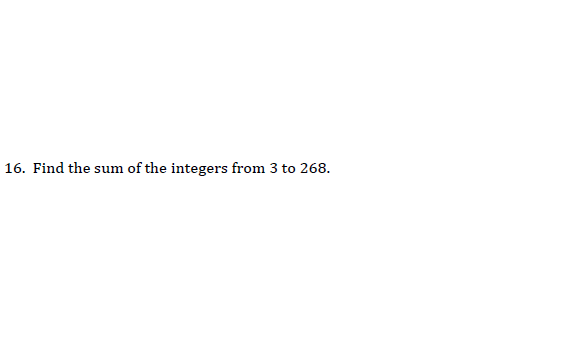 16. Find the sum of the integers from 3 to 268.